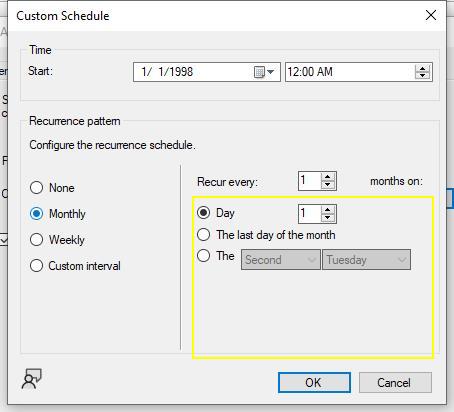 Custom Schedule
Time
Start: 1/ 1/1998 12:00 AM
Recurrence pattern
Configure the recurrence schedule.
None
Monthly
Weekly
Custom interval
Recur every: 1 months on:
Day 1
The last day of the month
The Second Tuesday
OK Cancel